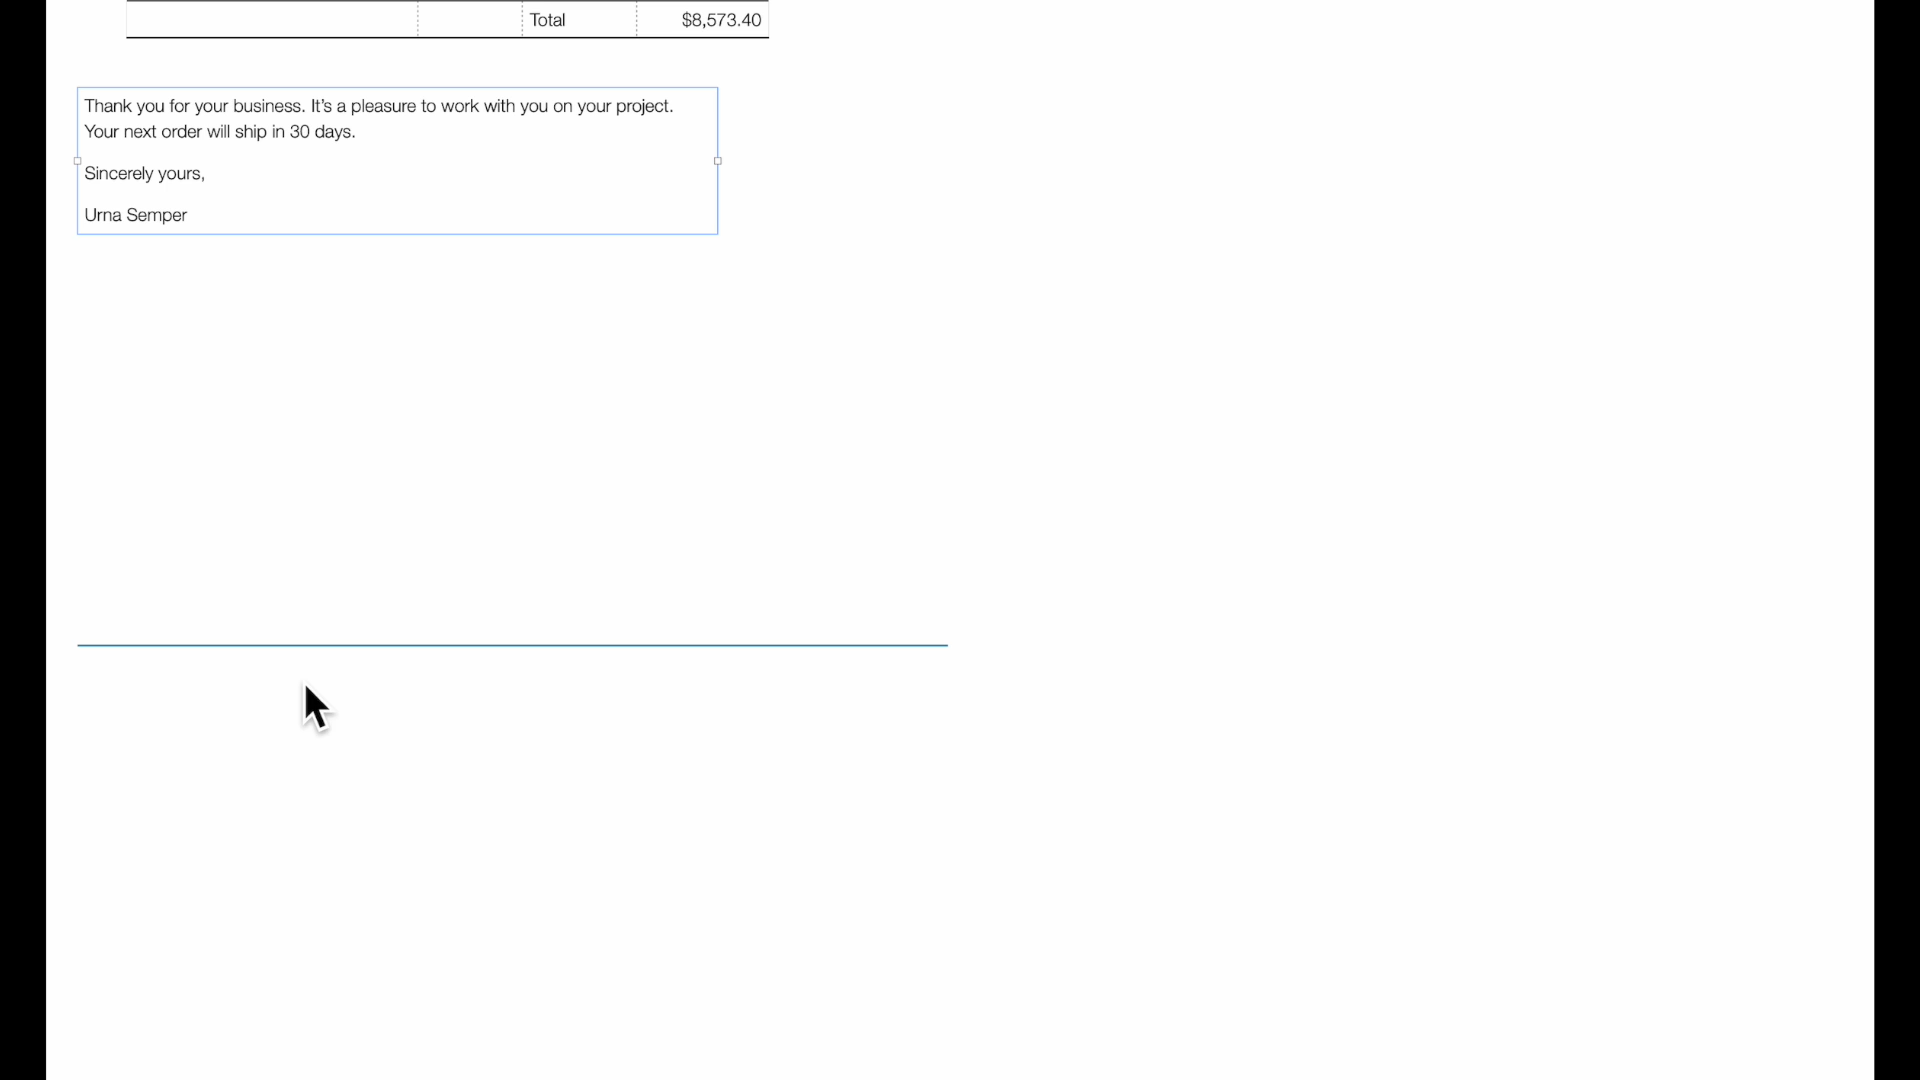 Total $8,573.40
Thank you for your business. It’s a pleasure to work with you on your project.
Your next order will ship in 30 days.
Sincerely yours,
Urna Semper